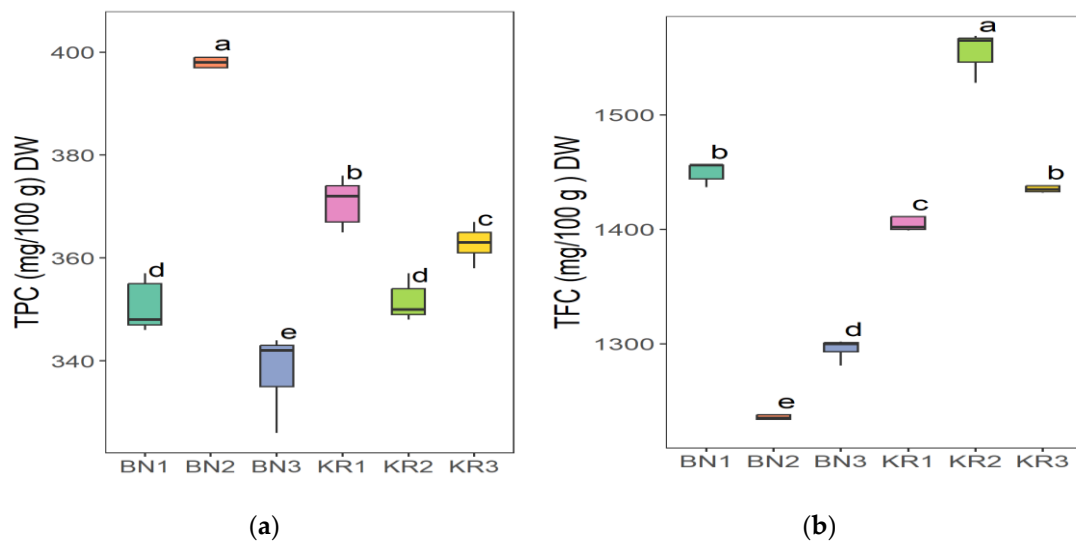 TPC (mg/100 g) DW
400
380
360
340
d
a
e
b
d
c
BN1 BN2 BN3 KR1 KR2 KR3
(a)
TFC (mg/100 g ) DW
1500
1400
1300
b
e
d
c
a
b
BN1 BN2 BN3 KR1 KR2 KR3
(b)